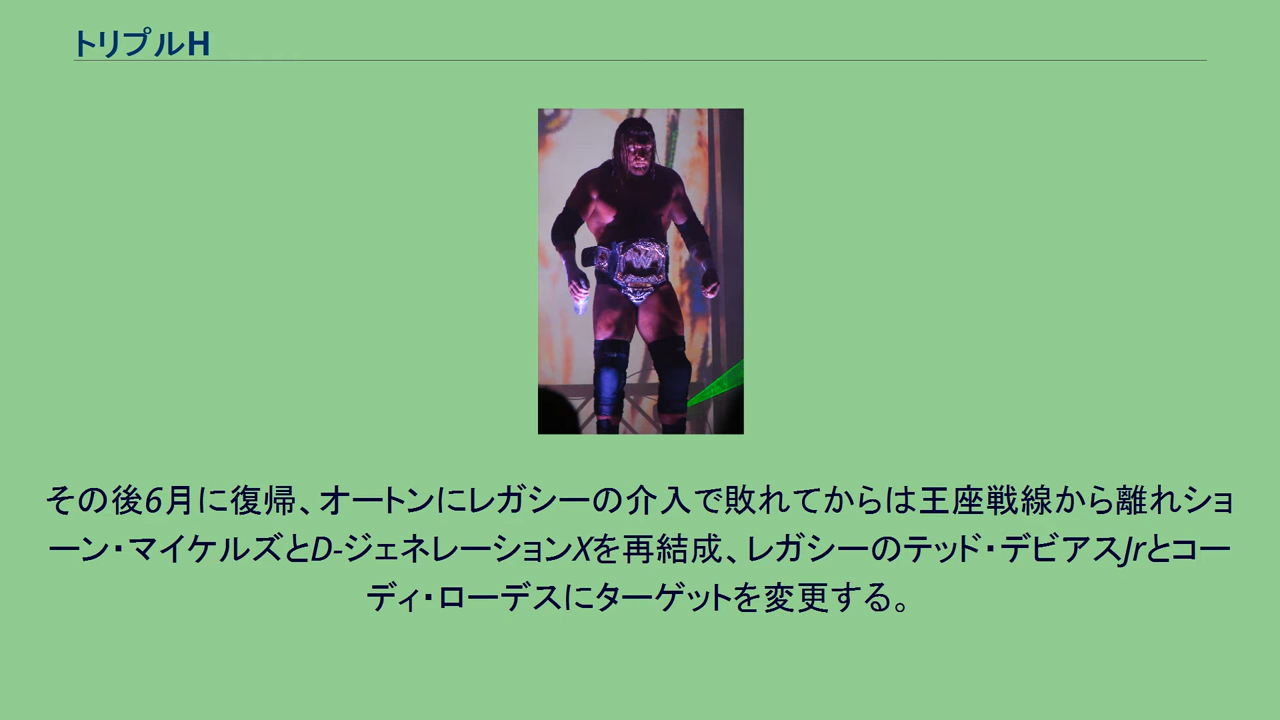 トリプルH
W
その後6月に復帰、オートンにレガシーの介入で敗れてからは王座戦線から離れショ
ーン・マイケルズとD-ジェネレーションXを再結成、レガシーのテッド・デビアスJrとコー
ディ・ローデスにターゲットを変更する。